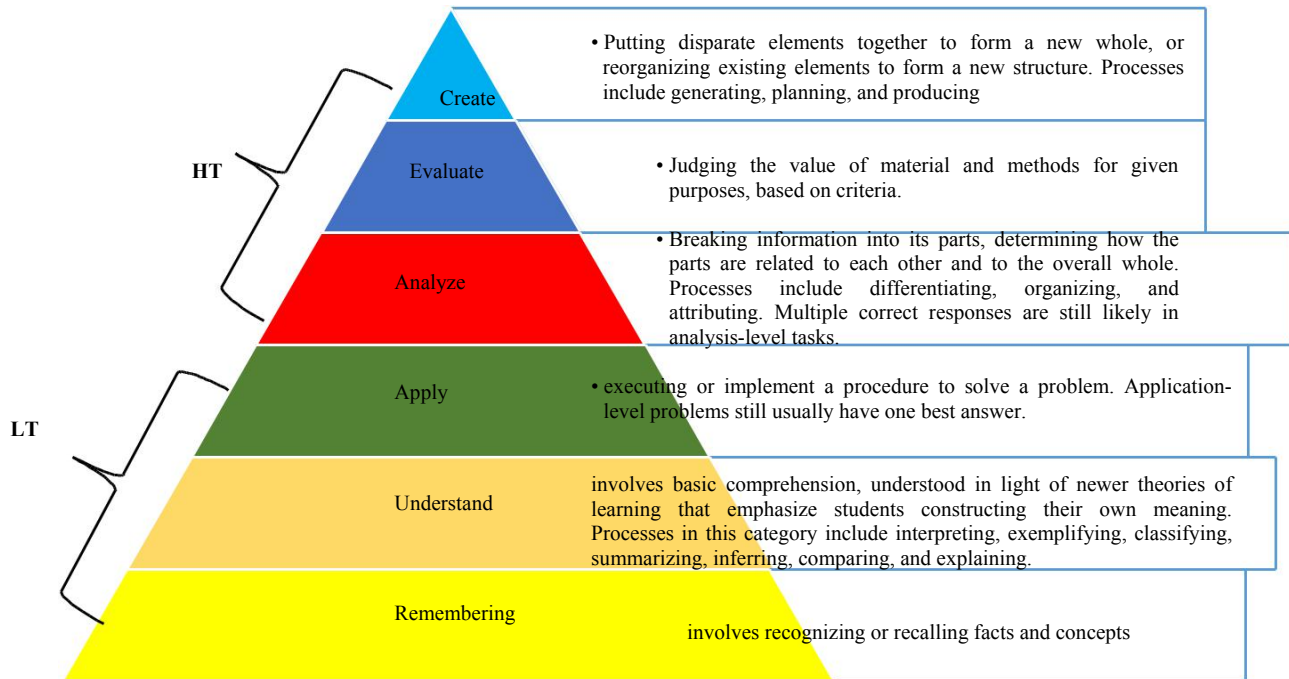 • Putting disparate elements together to form a new whole, or
reorganizing existing elements to form a new structure. Processes
include generating, planning, and producing
Create
HT
Evaluate
• Judging the value of material and methods for given
purposes, based on criteria.
• Breaking information into its parts, determining how the
parts are related to each other and to the overall whole.
Processes include differentiating, organizing, and
attributing. Multiple correct responses are still likely in
analysis-level tasks.
Analyze
Apply
• executing or implement a procedure to solve a problem. Application-
level problems still usually have one best answer.
LT
Understand
involves basic comprehension, understood in light of newer theories of
learning that emphasize students constructing their own meaning.
Processes in this category include interpreting, exemplifying, classifying,
summarizing, inferring, comparing, and explaining.
Remembering
involves recognizing or recalling facts and concepts